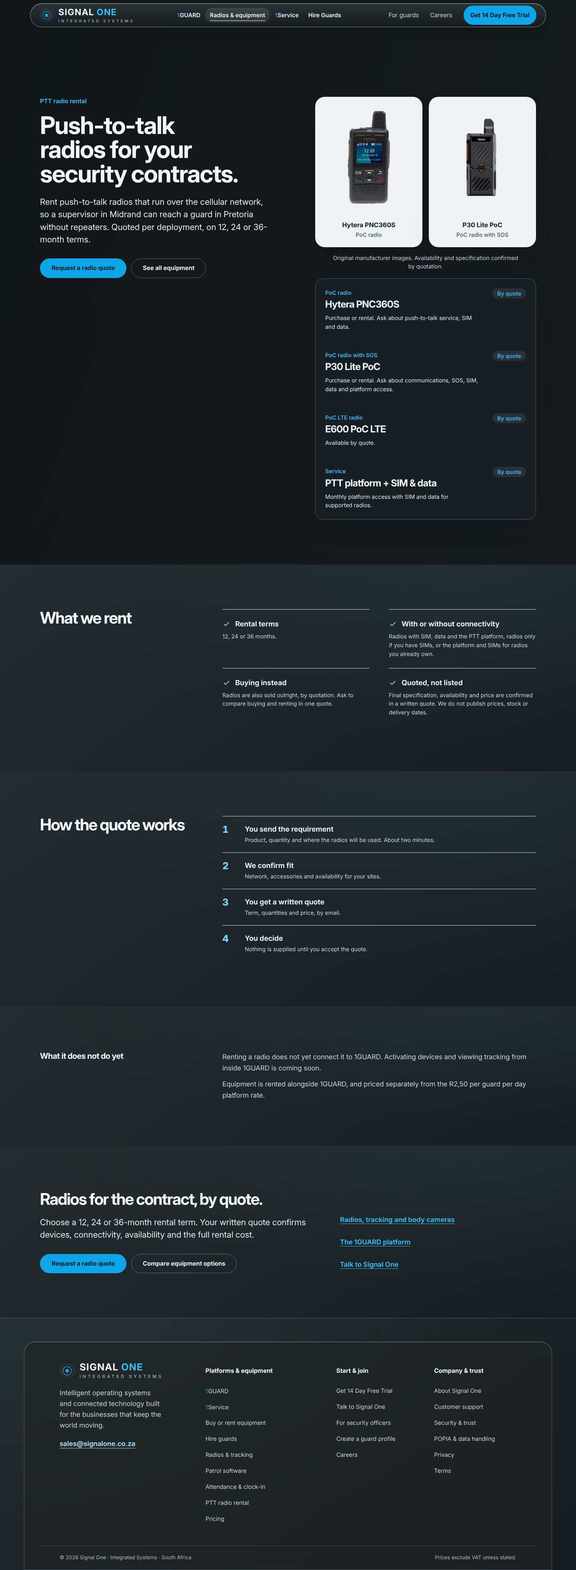 SIGNAL ONE
INTEGRATED SYSTEMS
1GUARD
Radios & equipment
1Service
Hire Guards
For guards
Careers
Get 14 Day Free Trial
PTT radio rental
Push-to-talk
radios for your
security contracts.
Rent push-to-talk radios that run over the cellular network,
so a supervisor in Midrand can reach a guard in Pretoria
without repeaters. Quoted per deployment, on 12, 24 or 36-
month terms.
Request a radio quote
See all equipment
Hytera PNC360S
PoC radio
P30 Lite PoC
PoC radio with SOS
Original manufacturer images. Availability and specification confirmed
by quotation.
PoC radio
By quote
Hytera PNC360S
Purchase or rental. Ask about push-to-talk service, SIM
and data.
PoC radio with SOS
By quote
P30 Lite PoC
Purchase or rental. Ask about communications, SOS, SIM,
data and platform access.
PoC LTE radio
By quote
E600 PoC LTE
Available by quote.
Service
By quote
PTT platform + SIM & data
Monthly platform access with SIM and data for
supported radios.
What we rent
Rental terms
12, 24 or 36 months.
With or without connectivity
Radios with SIM, data and the PTT platform, radios only
if you have SIMs, or the platform and SIMs for radios
you already own.
Buying instead
Radios are also sold outright, by quotation. Ask to
compare buying and renting in one quote.
Quoted, not listed
Final specification, availability and price are confirmed
in a written quote. We do not publish prices, stock or
delivery dates.
How the quote works
1
You send the requirement
Product, quantity and where the radios will be used. About two minutes.
2
We confirm fit
Network, accessories and availability for your sites.
3
You get a written quote
Term, quantities and price, by email.
4
You decide
Nothing is supplied until you accept the quote.
What it does not do yet
Renting a radio does not yet connect it to 1GUARD. Activating devices and viewing tracking from
inside 1GUARD is coming soon.
Equipment is rented alongside 1GUARD, and priced separately from the R2,50 per guard per day
platform rate.
Radios for the contract, by quote.
Choose a 12, 24 or 36-month rental term. Your written quote confirms
devices, connectivity, availability and the full rental cost.
Request a radio quote
Compare equipment options
Radios, tracking and body cameras
The 1GUARD platform
Talk to Signal One
SIGNAL ONE
INTEGRATED SYSTEMS
Intelligent operating systems
and connected technology built
for the businesses that keep the
world moving.
sales@signalone.co.za
Platforms & equipment
1GUARD
1Service
Buy or rent equipment
Hire guards
Radios & tracking
Patrol software
Attendance & clock-in
PTT radio rental
Pricing
Start & join
Get 14 Day Free Trial
Talk to Signal One
For security officers
Create a guard profile
Careers
Company & trust
About Signal One
Customer support
Security & trust
POPIA & data handling
Privacy
Terms
© 2026 Signal One · Integrated Systems · South Africa
Prices exclude VAT unless stated.